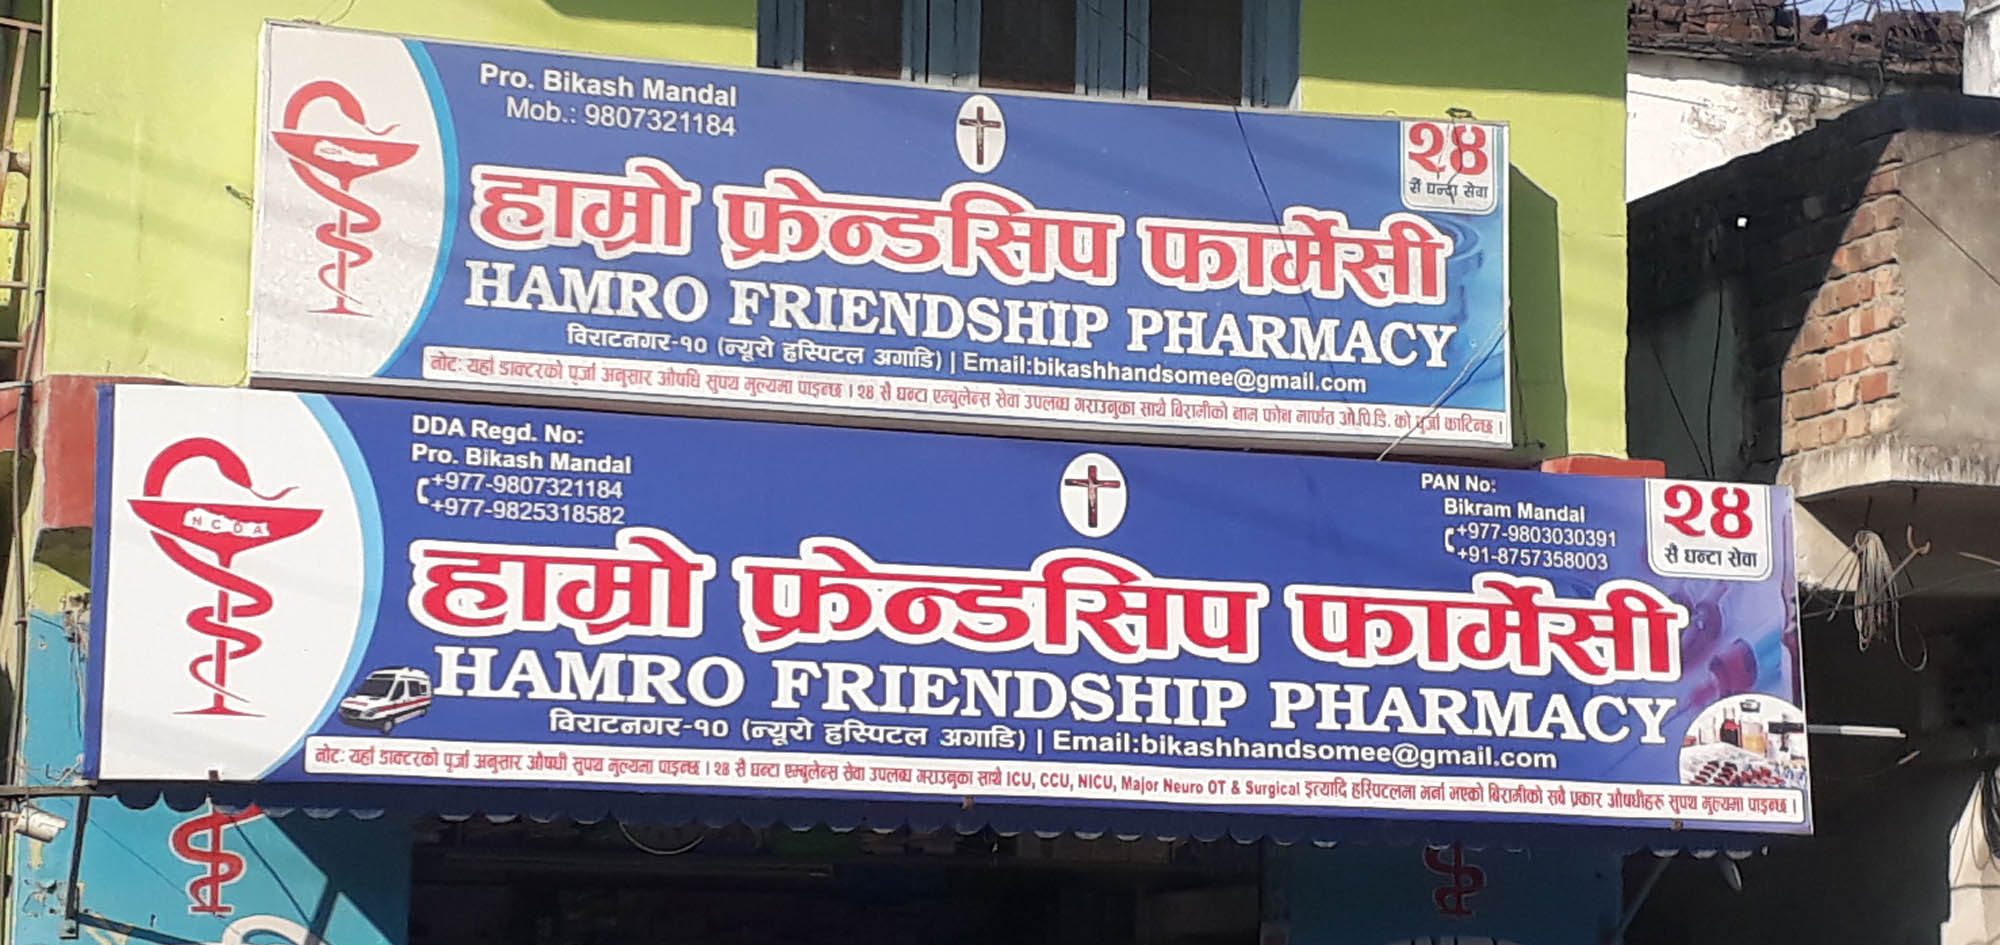 Pro. Bikash Mandal
Mob.: 9807321184
२४
सै घन्टा सेवा
हाम्रो फ्रेन्डसिप फार्मेसी
HAMRO FRIENDSHIP PHARMACY
विराटनगर-१० (न्यूरो हस्पिटल अगाडि) | Email:bikashhandsomee@gmail.com
नोट: यहाँ डाक्टरको पूर्जा अनुसार औषधि सुपथ मुल्यमा पाइन्छ । २४ सै घन्टा एम्बुलेन्स सेवा उपलब्ध गराउनुका साथै बिरामीको नाम फोन मार्फत ओ.पि.डि. को पुर्जा काटिन्छ ।
DDA Regd. No:
Pro. Bikash Mandal
+977-9807321184
+977-9825318582
PAN No:
Bikram Mandal
+977-9803030391
+91-8757358003
२४
सै घन्टा सेवा
NCDA
हाम्रो फ्रेन्डसिप फार्मेसी
HAMRO FRIENDSHIP PHARMACY
विराटनगर-१० (न्यूरो हस्पिटल अगाडि) | Email:bikashhandsomee@gmail.com
नोट: यहाँ डाक्टरको पूर्जा अनुसार औषधी सुपथ मुल्यमा पाइन्छ । २४ सै घन्टा एम्बुलेन्स सेवा उपलब्ध गराउनुका साथै ICU, CCU, NICU, Major Neuro OT & Surgical इत्यादि हस्पिटलमा भर्ना भएको बिरामीको सबै प्रकार औषधीहरु सुपथ मुल्यमा पाइन्छ ।